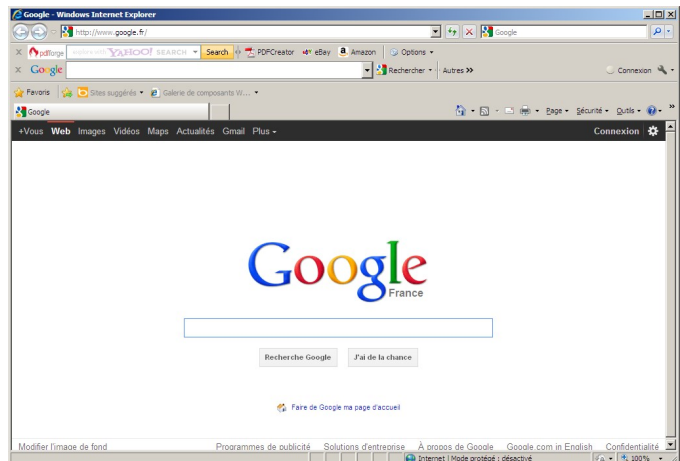 Google - Windows Internet Explorer
http://www.google.fr/ Google
pdfforge YAHOO! SEARCH Search PDFCreator eBay Amazon Options
Google Rechercher Autres Connexion
Favoris Sites suggérés Galerie de composants W...
Google Page Sécurité Outils
+Vous Web Images Vidéos Maps Actualités Gmail Plus Connexion
Google
France
Recherche Google J'ai de la chance
Faire de Google ma page d'accueil
Modifier l'image de fond Programmes de publicité Solutions d'entreprise À propos de Google Google.com in English Confidentialité
Internet | Mode protégé : désactivé 100%